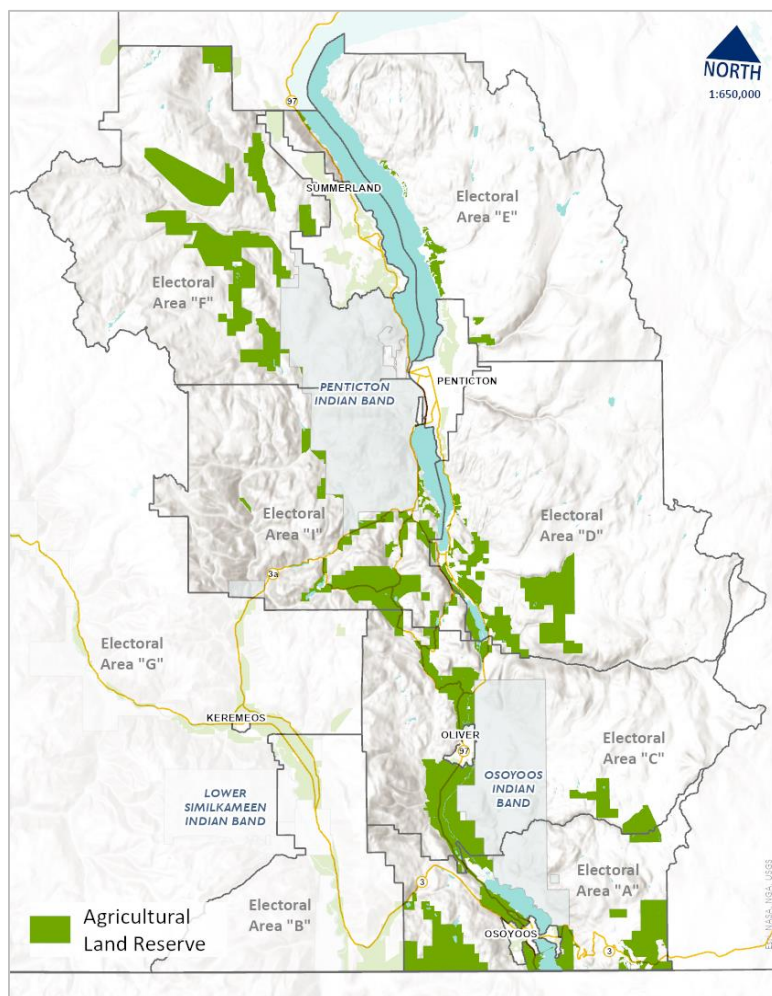 NORTH
1:650,000
97
SUMMERLAND
Electoral
Area "E"
Electoral
Area "F"
PENTICTON
INDIAN BAND
PENTICTON
Electoral
Area "I"
Electoral
Area "D"
3a
Electoral
Area "G"
KEREMEOS
OLIVER
97
Electoral
Area "C"
LOWER
SIMILKAMEEN
INDIAN BAND
OSOYOOS
INDIAN
BAND
Electoral
Area "A"
3
Electoral
Area "B"
OSOYOOS
3
Agricultural
Land Reserve
NASA, NGA, USGS